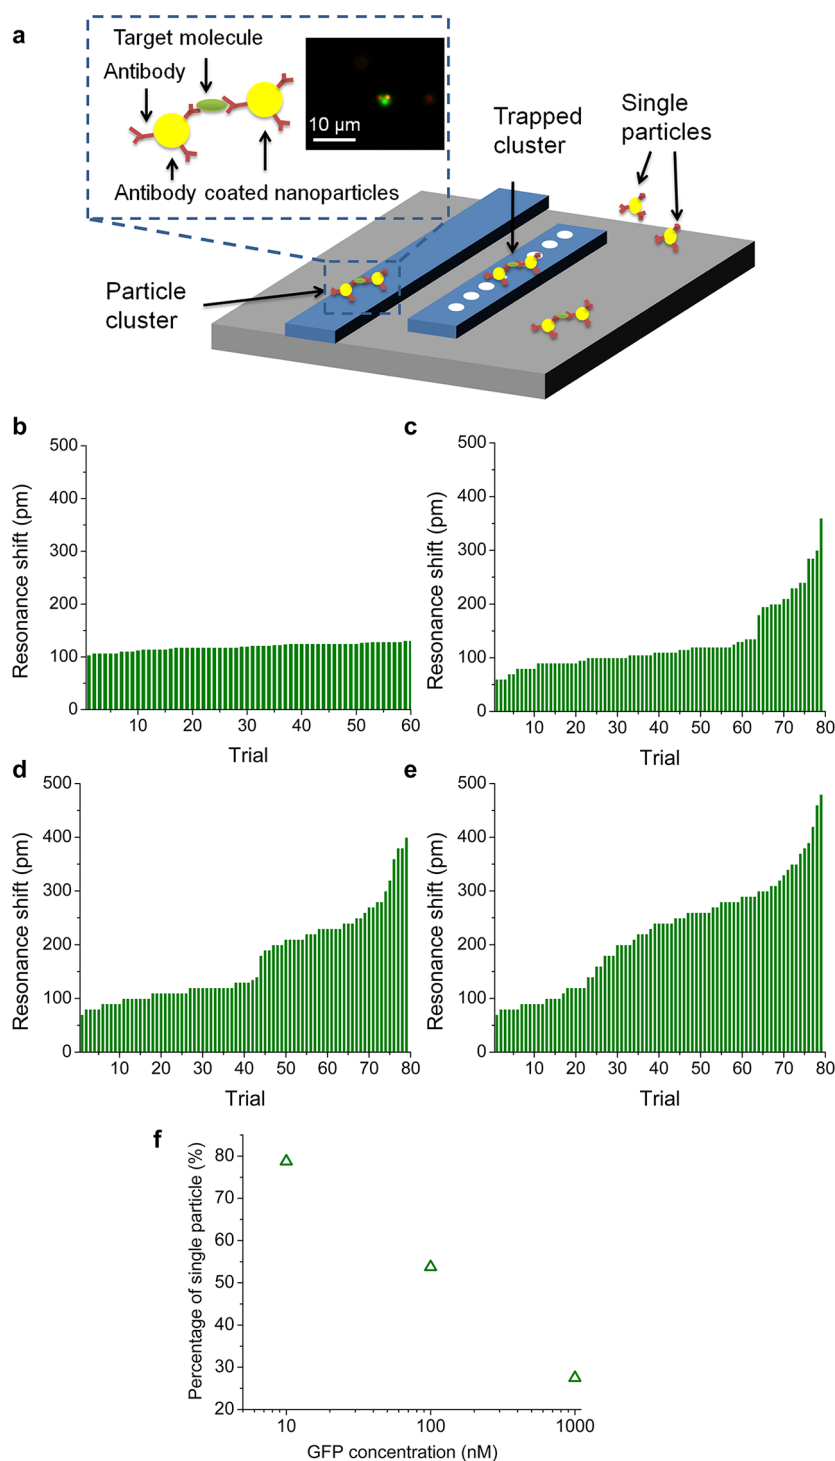 a
Target molecule
Antibody
10 µm
Antibody coated nanoparticles
Trapped
cluster
Single
particles
Particle
cluster
b
Resonance shift (pm)
500
400
300
200
100
0
10 20 30 40 50 60
Trial
c
Resonance shift (pm)
500
400
300
200
100
0
10 20 30 40 50 60 70 80
Trial
d
Resonance shift (pm)
500
400
300
200
100
0
10 20 30 40 50 60 70 80
Trial
e
Resonance shift (pm)
500
400
300
200
100
0
10 20 30 40 50 60 70 80
Trial
f
Percentage of single particle (%)
80
70
60
50
40
30
20
10 100 1000
GFP concentration (nM)